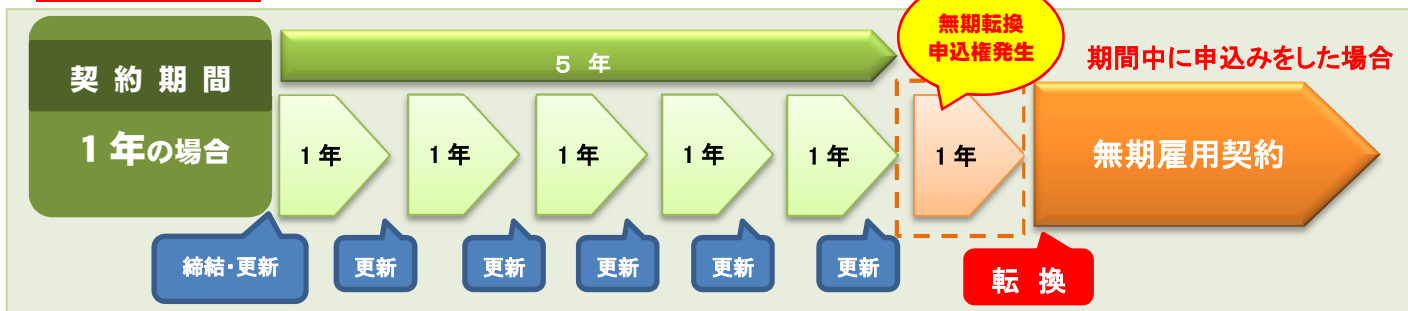 無期転換
申込権発生
契約期間
5 年
期間中に申込みをした場合
1年の場合
1年
1年
1年
1年
1年
1年
無期雇用契約
締結・更新
更新
更新
更新
更新
更新
転 換